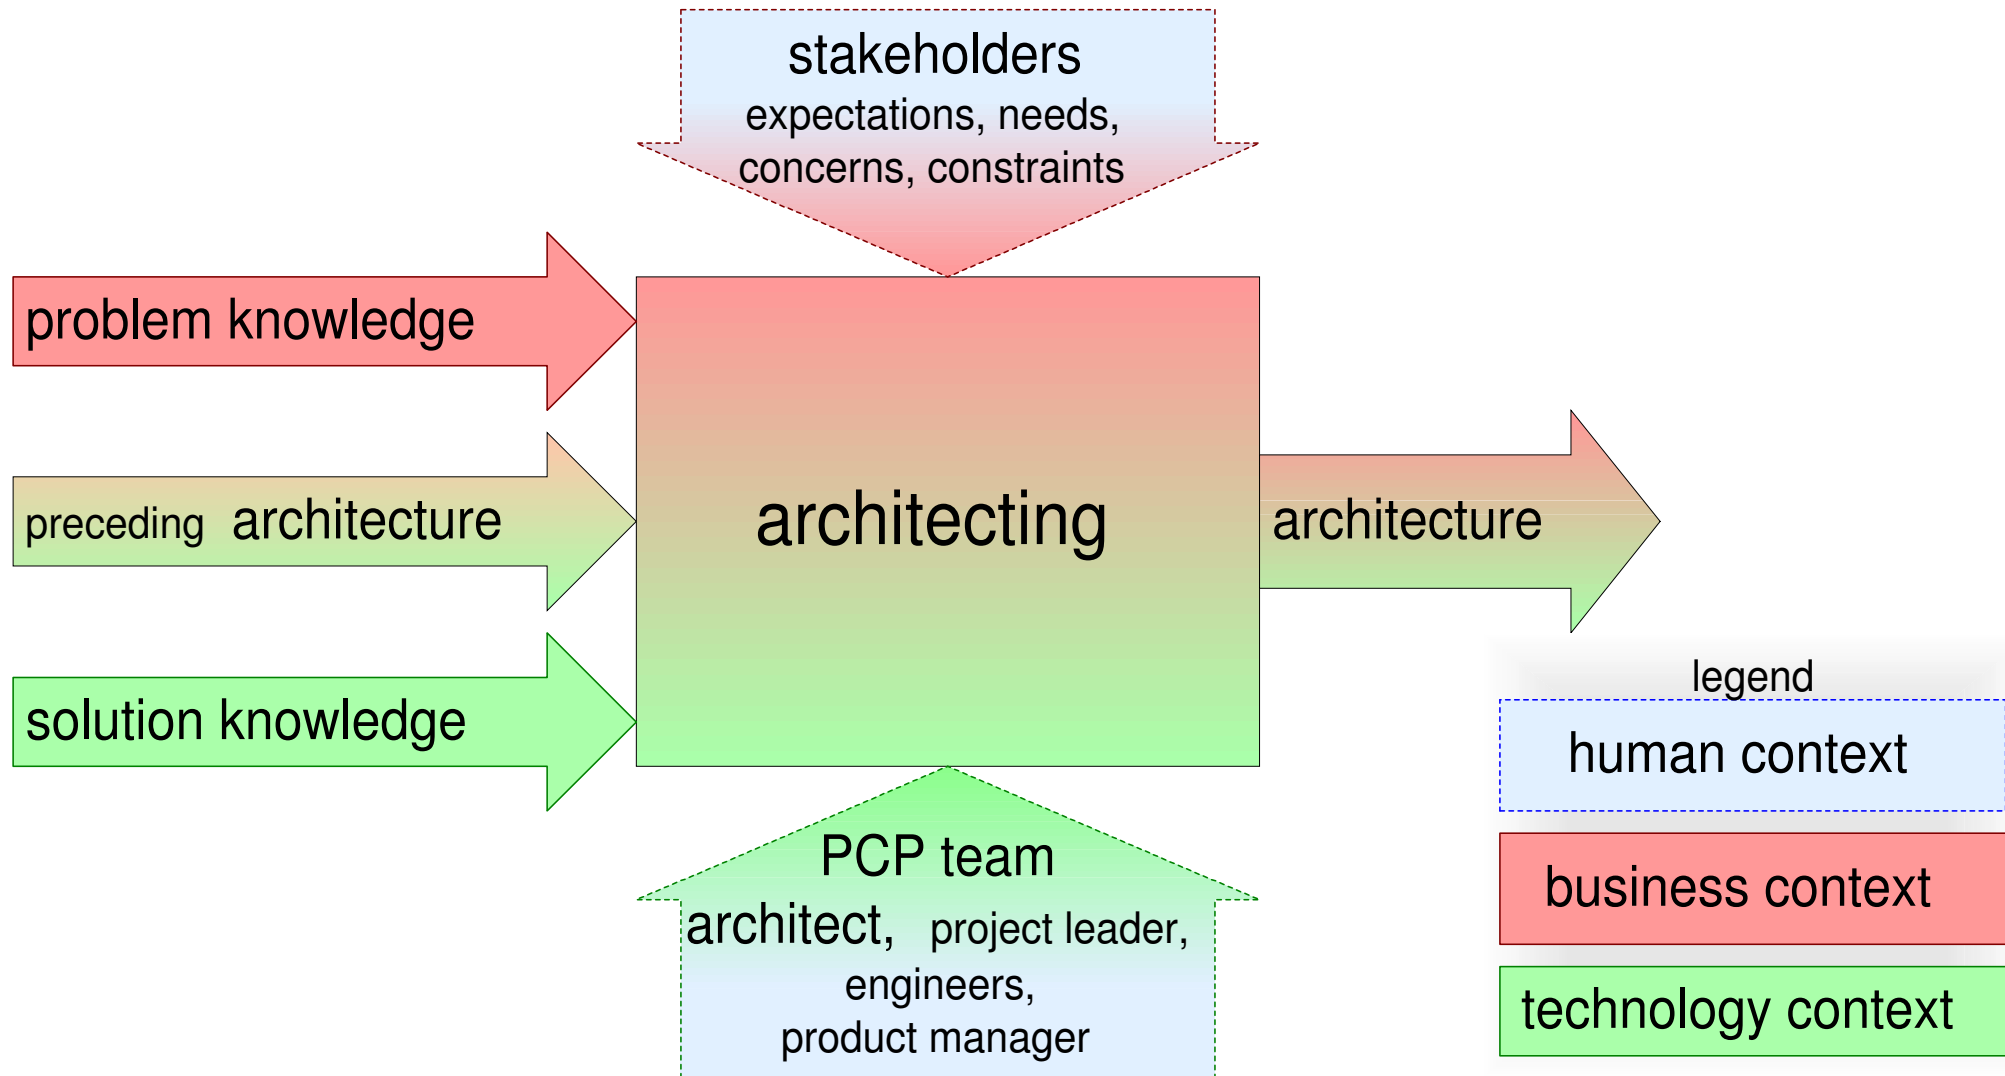 stakeholders
expectations, needs,
concerns, constraints
problem knowledge
preceding architecture
solution knowledge
architecting
architecture
PCP team
architect, project leader,
engineers,
product manager
legend
human context
business context
technology context